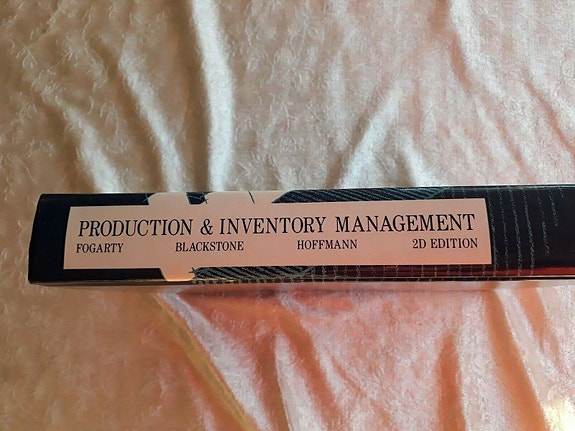 PRODUCTION & INVENTORY MANAGEMENT
FOGARTY BLACKSTONE HOFFMANN 2D EDITION